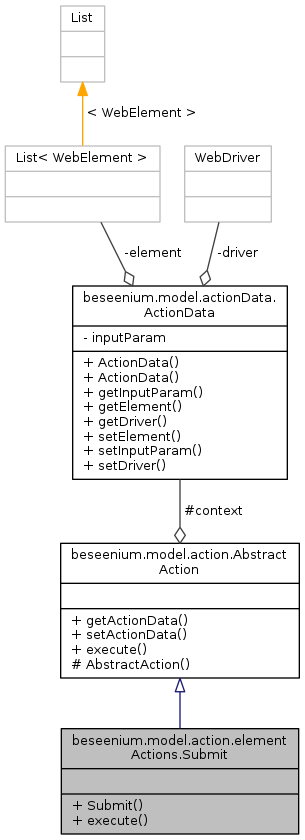 List
< WebElement >
List< WebElement >
WebDriver
-element
-driver
beseenium.model.actionData.
ActionData
- inputParam
+ ActionData()
+ ActionData()
+ getInputParam()
+ getElement()
+ getDriver()
+ setElement()
+ setInputParam()
+ setDriver()
#context
beseenium.model.action.Abstract
Action
+ getActionData()
+ setActionData()
+ execute()
# AbstractAction()
beseenium.model.action.element
Actions.Submit
+ Submit()
+ execute()